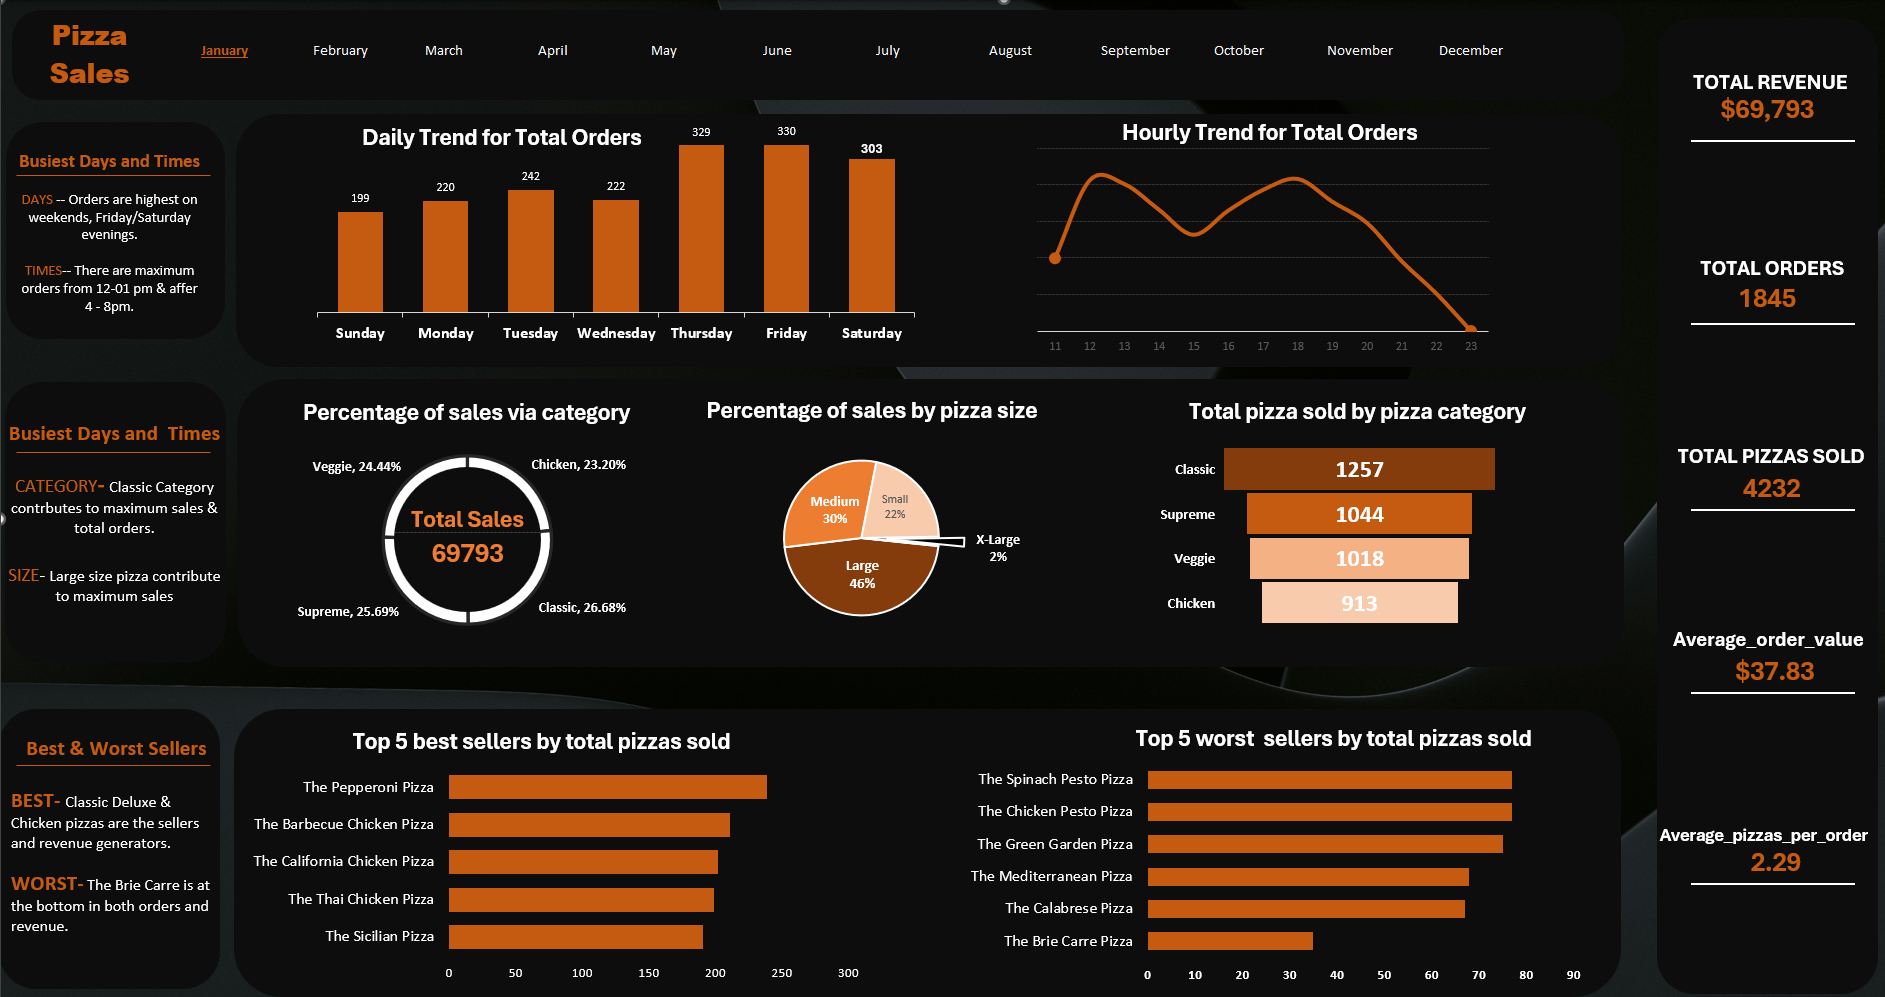 Pizza
Sales
January February March April May June July August September October November December
TOTAL REVENUE
$69,793
TOTAL ORDERS
1845
TOTAL PIZZAS SOLD
4232
Average_order_value
$37.83
Average_pizzas_per_order
2.29
Busiest Days and Times
DAYS -- Orders are highest on
weekends, Friday/Saturday
evenings.
TIMES-- There are maximum
orders from 12-01 pm & affer
4 - 8pm.
Daily Trend for Total Orders
199 220 242 222 329 330 303
Sunday Monday Tuesday Wednesday Thursday Friday Saturday
Hourly Trend for Total Orders
11 12 13 14 15 16 17 18 19 20 21 22 23
Busiest Days and  Times
CATEGORY- Classic Category
contrbutes to maximum sales &
total orders.
SIZE- Large size pizza contribute
to maximum sales
Percentage of sales via category
Veggie, 24.44%
Chicken, 23.20%
Total Sales
69793
Supreme, 25.69%
Classic, 26.68%
Percentage of sales by pizza size
Medium
30%
Small
22%
X-Large
2%
Large
46%
Total pizza sold by pizza category
Classic 1257
Supreme 1044
Veggie 1018
Chicken 913
Best & Worst Sellers
BEST- Classic Deluxe &
Chicken pizzas are the sellers
and revenue generators.
WORST- The Brie Carre is at
the bottom in both orders and
revenue.
Top 5 best sellers by total pizzas sold
The Pepperoni Pizza
The Barbecue Chicken Pizza
The California Chicken Pizza
The Thai Chicken Pizza
The Sicilian Pizza
0 50 100 150 200 250 300
Top 5 worst  sellers by total pizzas sold
The Spinach Pesto Pizza
The Chicken Pesto Pizza
The Green Garden Pizza
The Mediterranean Pizza
The Calabrese Pizza
The Brie Carre Pizza
0 10 20 30 40 50 60 70 80 90